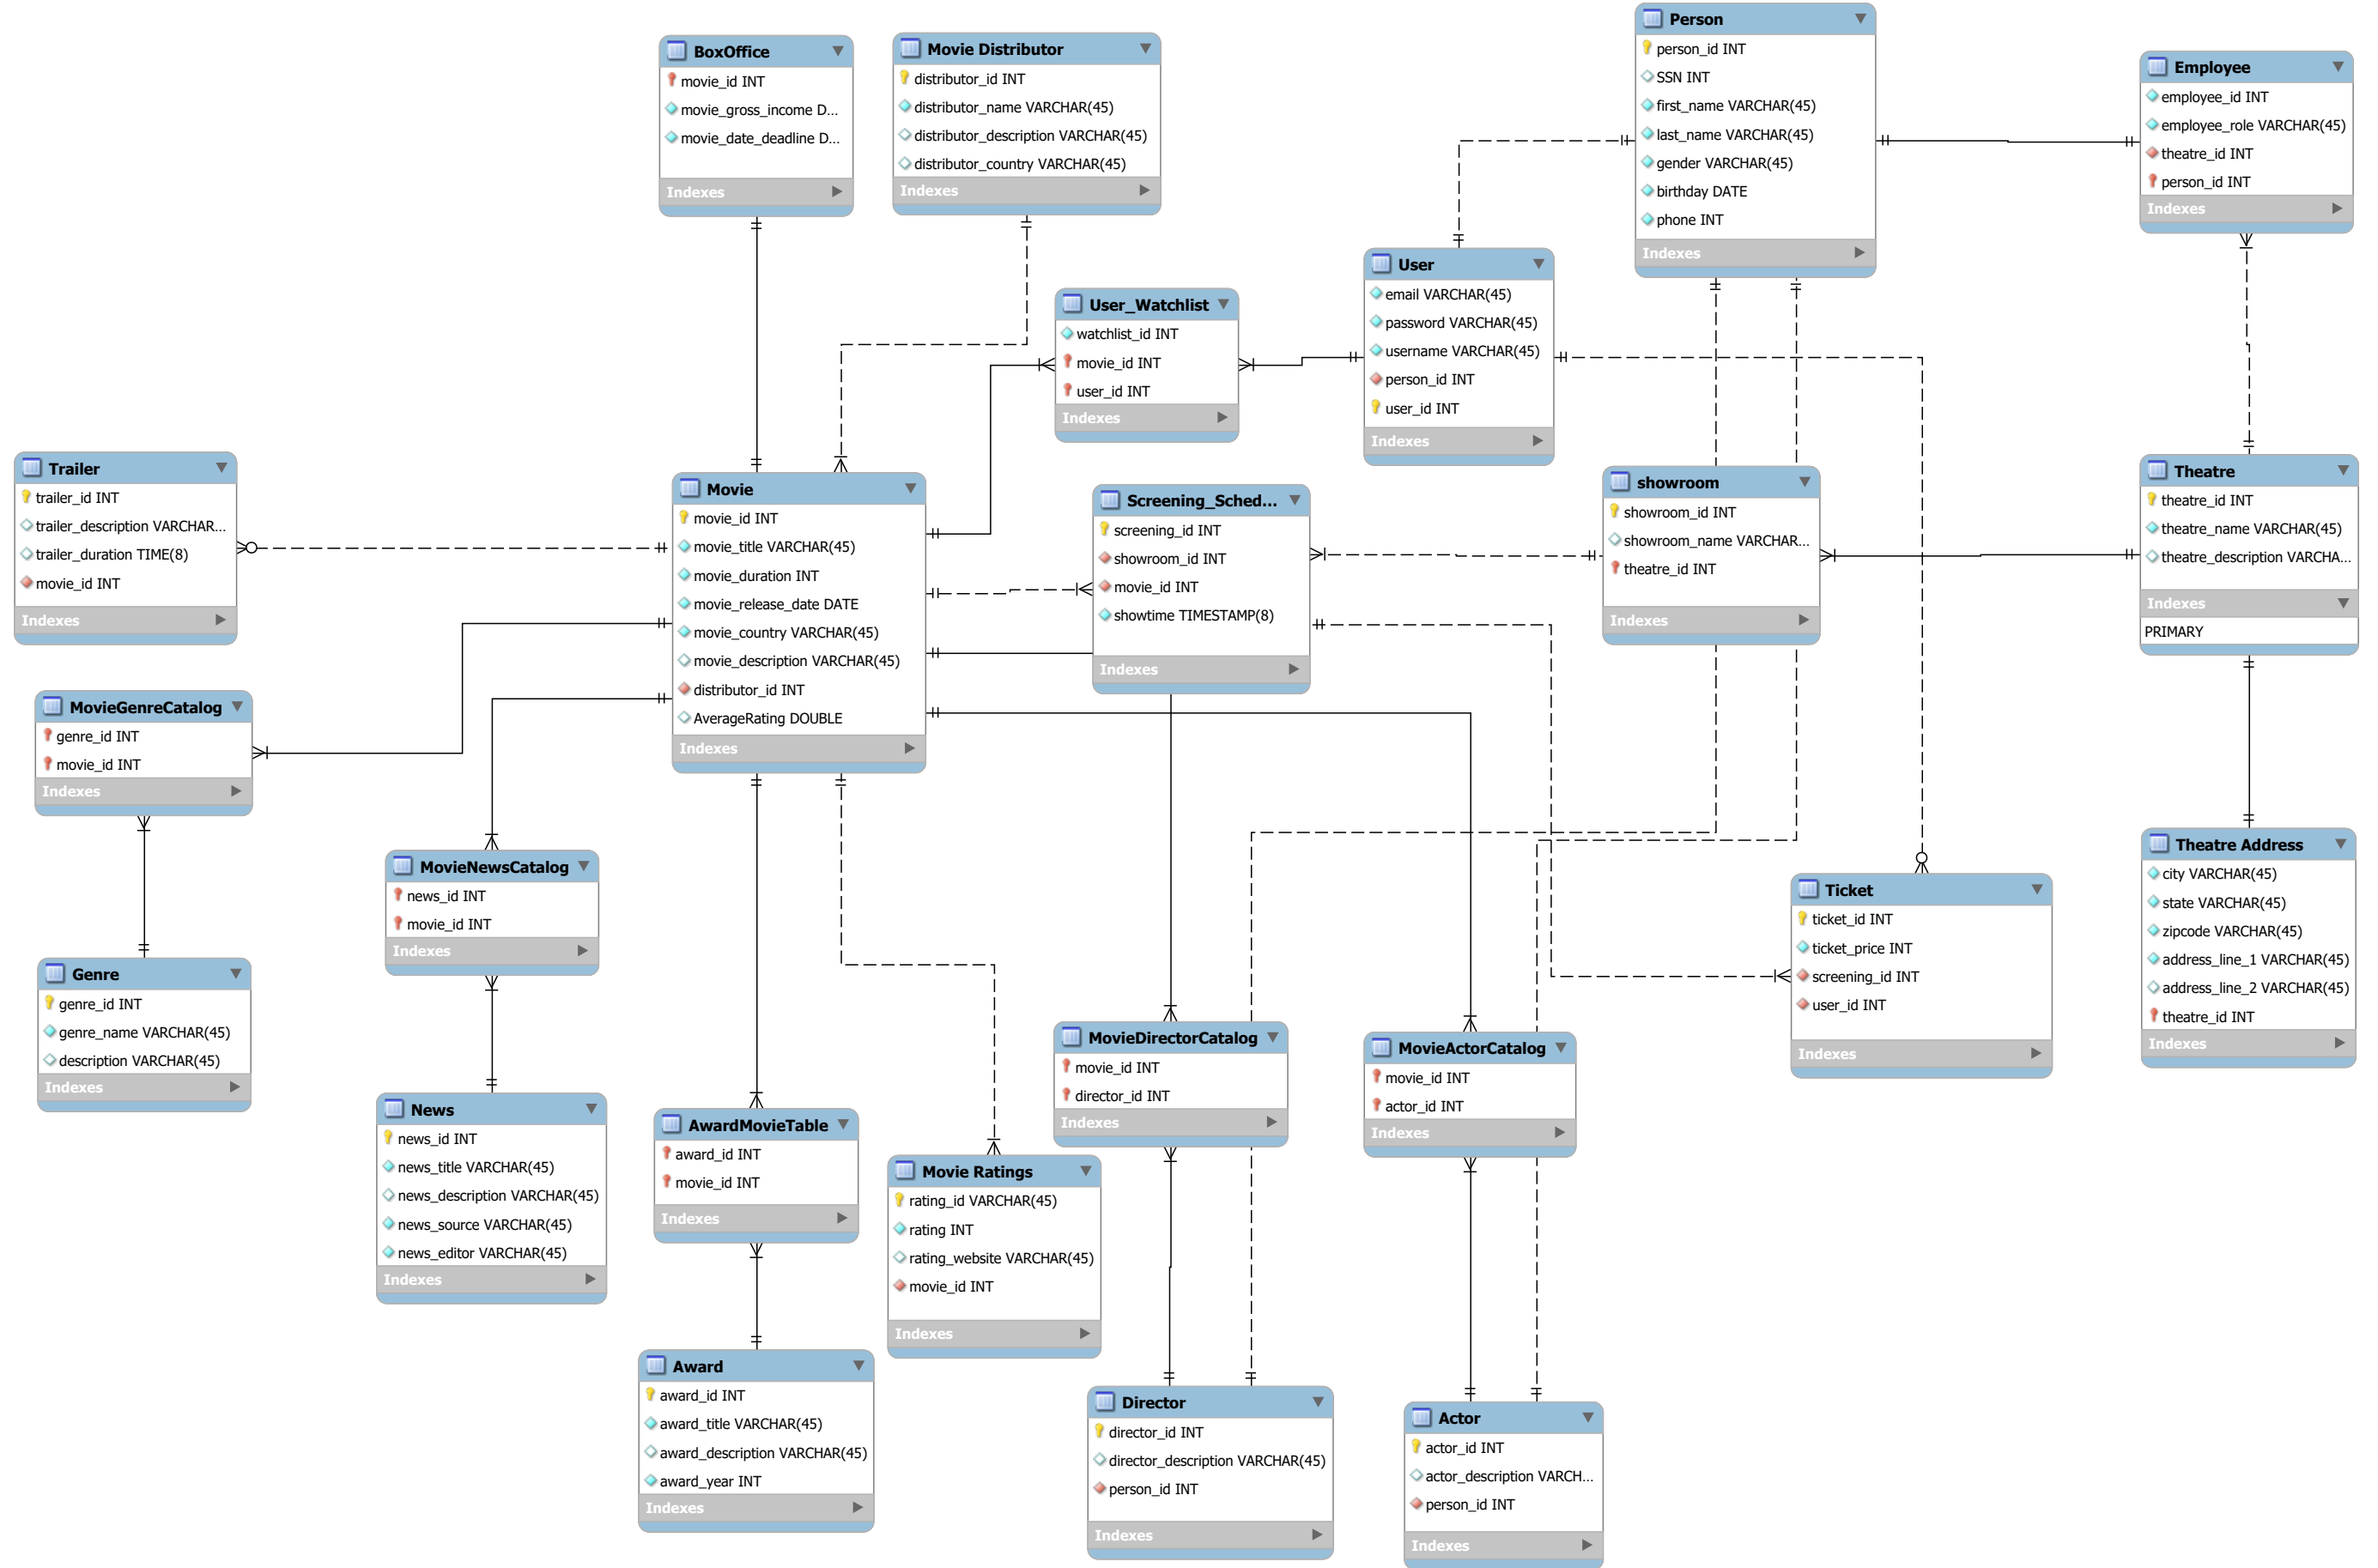 BoxOffice
movie_id INT
movie_gross_income D...
movie_date_deadline D...
Indexes
Movie Distributor
distributor_id INT
distributor_name VARCHAR(45)
distributor_description VARCHAR(45)
distributor_country VARCHAR(45)
Indexes
Person
person_id INT
SSN INT
first_name VARCHAR(45)
last_name VARCHAR(45)
gender VARCHAR(45)
birthday DATE
phone INT
Indexes
Employee
employee_id INT
employee_role VARCHAR(45)
theatre_id INT
person_id INT
Indexes
User_Watchlist
watchlist_id INT
movie_id INT
user_id INT
Indexes
User
email VARCHAR(45)
password VARCHAR(45)
username VARCHAR(45)
person_id INT
user_id INT
Indexes
Trailer
trailer_id INT
trailer_description VARCHAR...
trailer_duration TIME(8)
movie_id INT
Indexes
Movie
movie_id INT
movie_title VARCHAR(45)
movie_duration INT
movie_release_date DATE
movie_country VARCHAR(45)
movie_description VARCHAR(45)
distributor_id INT
AverageRating DOUBLE
Indexes
Screening_Sched...
screening_id INT
showroom_id INT
movie_id INT
showtime TIMESTAMP(8)
Indexes
showroom
showroom_id INT
showroom_name VARCHAR...
theatre_id INT
Indexes
Theatre
theatre_id INT
theatre_name VARCHAR(45)
theatre_description VARCHA...
Indexes
PRIMARY
MovieGenreCatalog
genre_id INT
movie_id INT
Indexes
MovieNewsCatalog
news_id INT
movie_id INT
Indexes
Genre
genre_id INT
genre_name VARCHAR(45)
description VARCHAR(45)
Indexes
News
news_id INT
news_title VARCHAR(45)
news_description VARCHAR(45)
news_source VARCHAR(45)
news_editor VARCHAR(45)
Indexes
AwardMovieTable
award_id INT
movie_id INT
Indexes
Movie Ratings
rating_id VARCHAR(45)
rating INT
rating_website VARCHAR(45)
movie_id INT
Indexes
MovieDirectorCatalog
movie_id INT
director_id INT
Indexes
MovieActorCatalog
movie_id INT
actor_id INT
Indexes
Ticket
ticket_id INT
ticket_price INT
screening_id INT
user_id INT
Indexes
Theatre Address
city VARCHAR(45)
state VARCHAR(45)
zipcode VARCHAR(45)
address_line_1 VARCHAR(45)
address_line_2 VARCHAR(45)
theatre_id INT
Indexes
Award
award_id INT
award_title VARCHAR(45)
award_description VARCHAR(45)
award_year INT
Indexes
Director
director_id INT
director_description VARCHAR(45)
person_id INT
Indexes
Actor
actor_id INT
actor_description VARCH...
person_id INT
Indexes